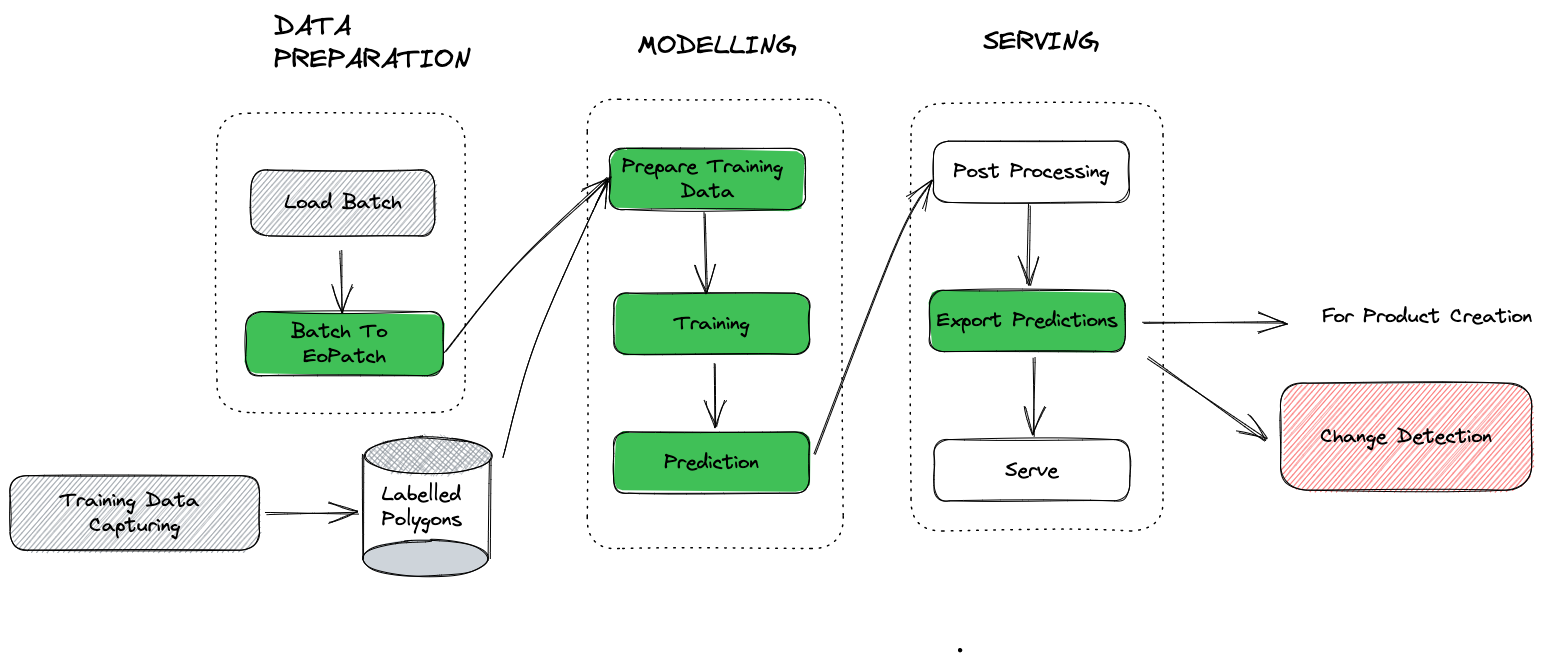 DATA
PREPARATION
MODELLING
SERVING
Load Batch
Batch To
EoPatch
Training Data
Capturing
Labelled
Polygons
Prepare Training
Data
Training
Prediction
Post Processing
Export Predictions
Serve
For Product Creation
Change Detection